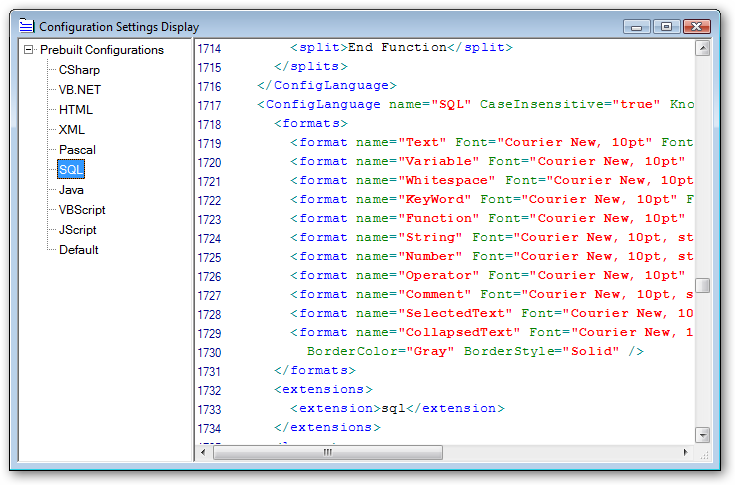 Configuration Settings Display
Prebuilt Configurations
CSharp
VB.NET
HTML
XML
Pascal
SQL
Java
VBScript
JScript
Default
1714 <split>End Function</split>
1715 </splits>
1716 </ConfigLanguage>
1717 <ConfigLanguage name="SQL" CaseInsensitive="true" Kno
1718 <formats>
1719 <format name="Text" Font="Courier New, 10pt" Font
1720 <format name="Variable" Font="Courier New, 10pt"
1721 <format name="Whitespace" Font="Courier New, 10pt
1722 <format name="KeyWord" Font="Courier New, 10pt" F
1723 <format name="Function" Font="Courier New, 10pt"
1724 <format name="String" Font="Courier New, 10pt, st
1725 <format name="Number" Font="Courier New, 10pt, st
1726 <format name="Operator" Font="Courier New, 10pt"
1727 <format name="Comment" Font="Courier New, 10pt, s
1728 <format name="SelectedText" Font="Courier New, 10
1729 <format name="CollapsedText" Font="Courier New, 1
1730 BorderColor="Gray" BorderStyle="Solid" />
1731 </formats>
1732 <extensions>
1733 <extension>sql</extension>
1734 </extensions>